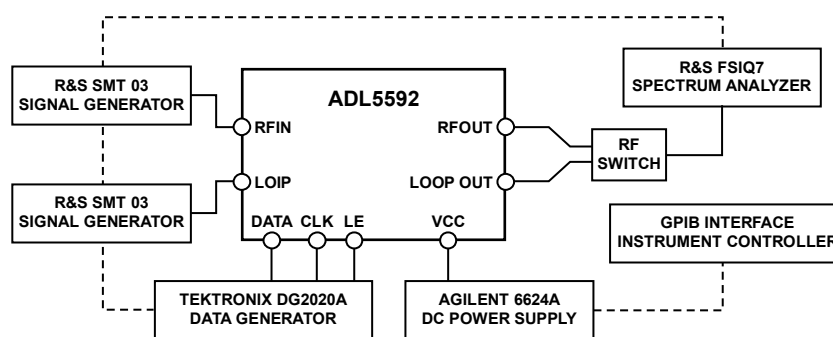 R&S SMT 03
SIGNAL GENERATOR
R&S FSIQ7
SPECTRUM ANALYZER
ADL5592
RFIN
RFOUT
RF
SWITCH
LOIP
LOOP OUT
R&S SMT 03
SIGNAL GENERATOR
DATA
CLK
LE
VCC
GPIB INTERFACE
INSTRUMENT CONTROLLER
TEKTRONIX DG2020A
DATA GENERATOR
AGILENT 6624A
DC POWER SUPPLY